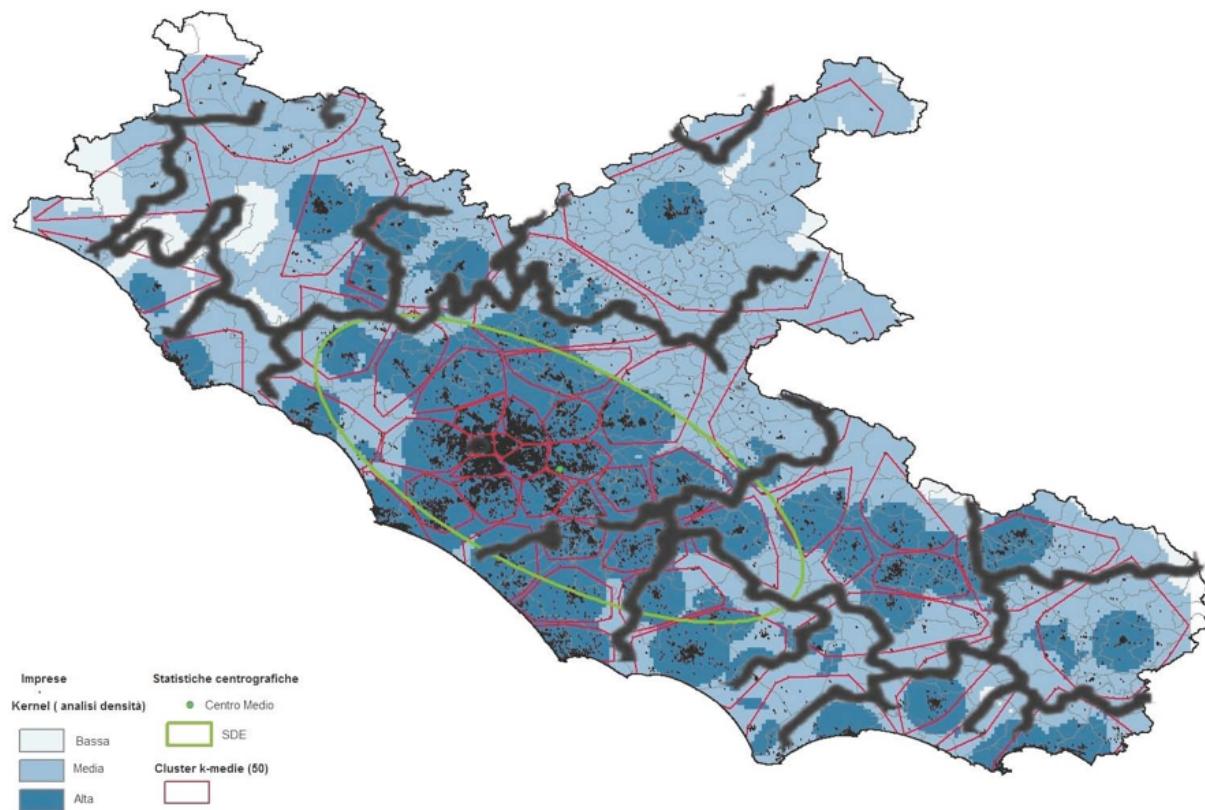 Imprese
Kernel ( analisi densità)
Bassa
Media
Alta
Statistiche centrografiche
Centro Medio
SDE
Cluster k-medie (50)